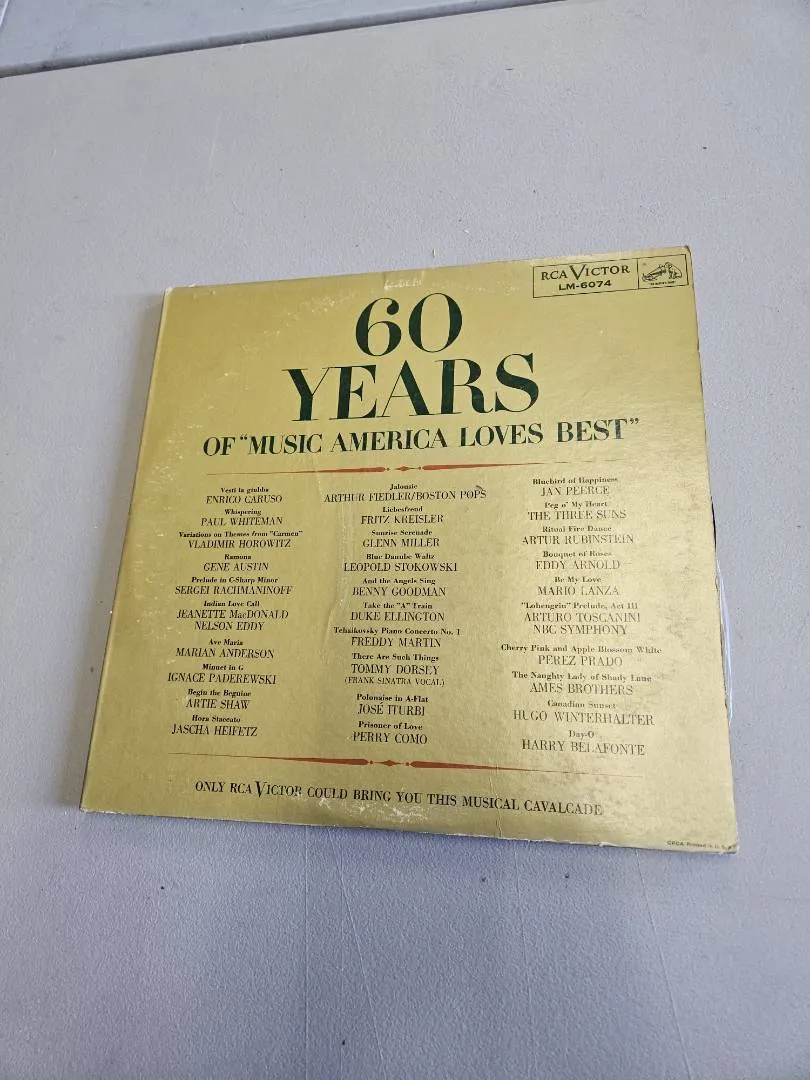 RCA VICTOR
LM-6074
60
YEARS
OF "MUSIC AMERICA LOVES BEST"
Vesti la giubba
ENRICO CARUSO
Whispering
PAUL WHITEMAN
Variations on Themes from "Carmen"
VLADIMIR HOROWITZ
Ramona
GENE AUSTIN
Prelude in C-Sharp Minor
SERGEI RACHMANINOFF
Indian Love Call
JEANETTE MacDONALD
NELSON EDDY
Ave Maria
MARIAN ANDERSON
Minuet in G
IGNACE PADEREWSKI
Begin the Beguine
ARTIE SHAW
Hora Staccato
JASCHA HEIFETZ
Jalousie
ARTHUR FIEDLER/BOSTON POPS
Liebesfreud
FRITZ KREISLER
Sunrise Serenade
GLENN MILLER
Blue Danube Waltz
LEOPOLD STOKOWSKI
And the Angels Sing
BENNY GOODMAN
Take the "A" Train
DUKE ELLINGTON
Tchaikovsky Piano Concerto No. 1
FREDDY MARTIN
There Are Such Things
TOMMY DORSEY
(FRANK SINATRA VOCAL)
Polonaise in A-Flat
JOSÉ ITURBI
Prisoner of Love
PERRY COMO
Bluebird of Happiness
JAN PEERCE
Peg o' My Heart
THE THREE SUNS
Ritual Fire Dance
ARTUR RUBINSTEIN
Bouquet of Roses
EDDY ARNOLD
Be My Love
MARIO LANZA
"Lohengrin" Prelude, Act III
ARTURO TOSCANINI
NBC SYMPHONY
Cherry Pink and Apple Blossom White
PEREZ PRADO
The Naughty Lady of Shady Lane
AMES BROTHERS
Canadian Sunset
HUGO WINTERHALTER
Day-O
HARRY BELAFONTE
ONLY RCA VICTOR COULD BRING YOU THIS MUSICAL CAVALCADE
Printed in U. S. A.